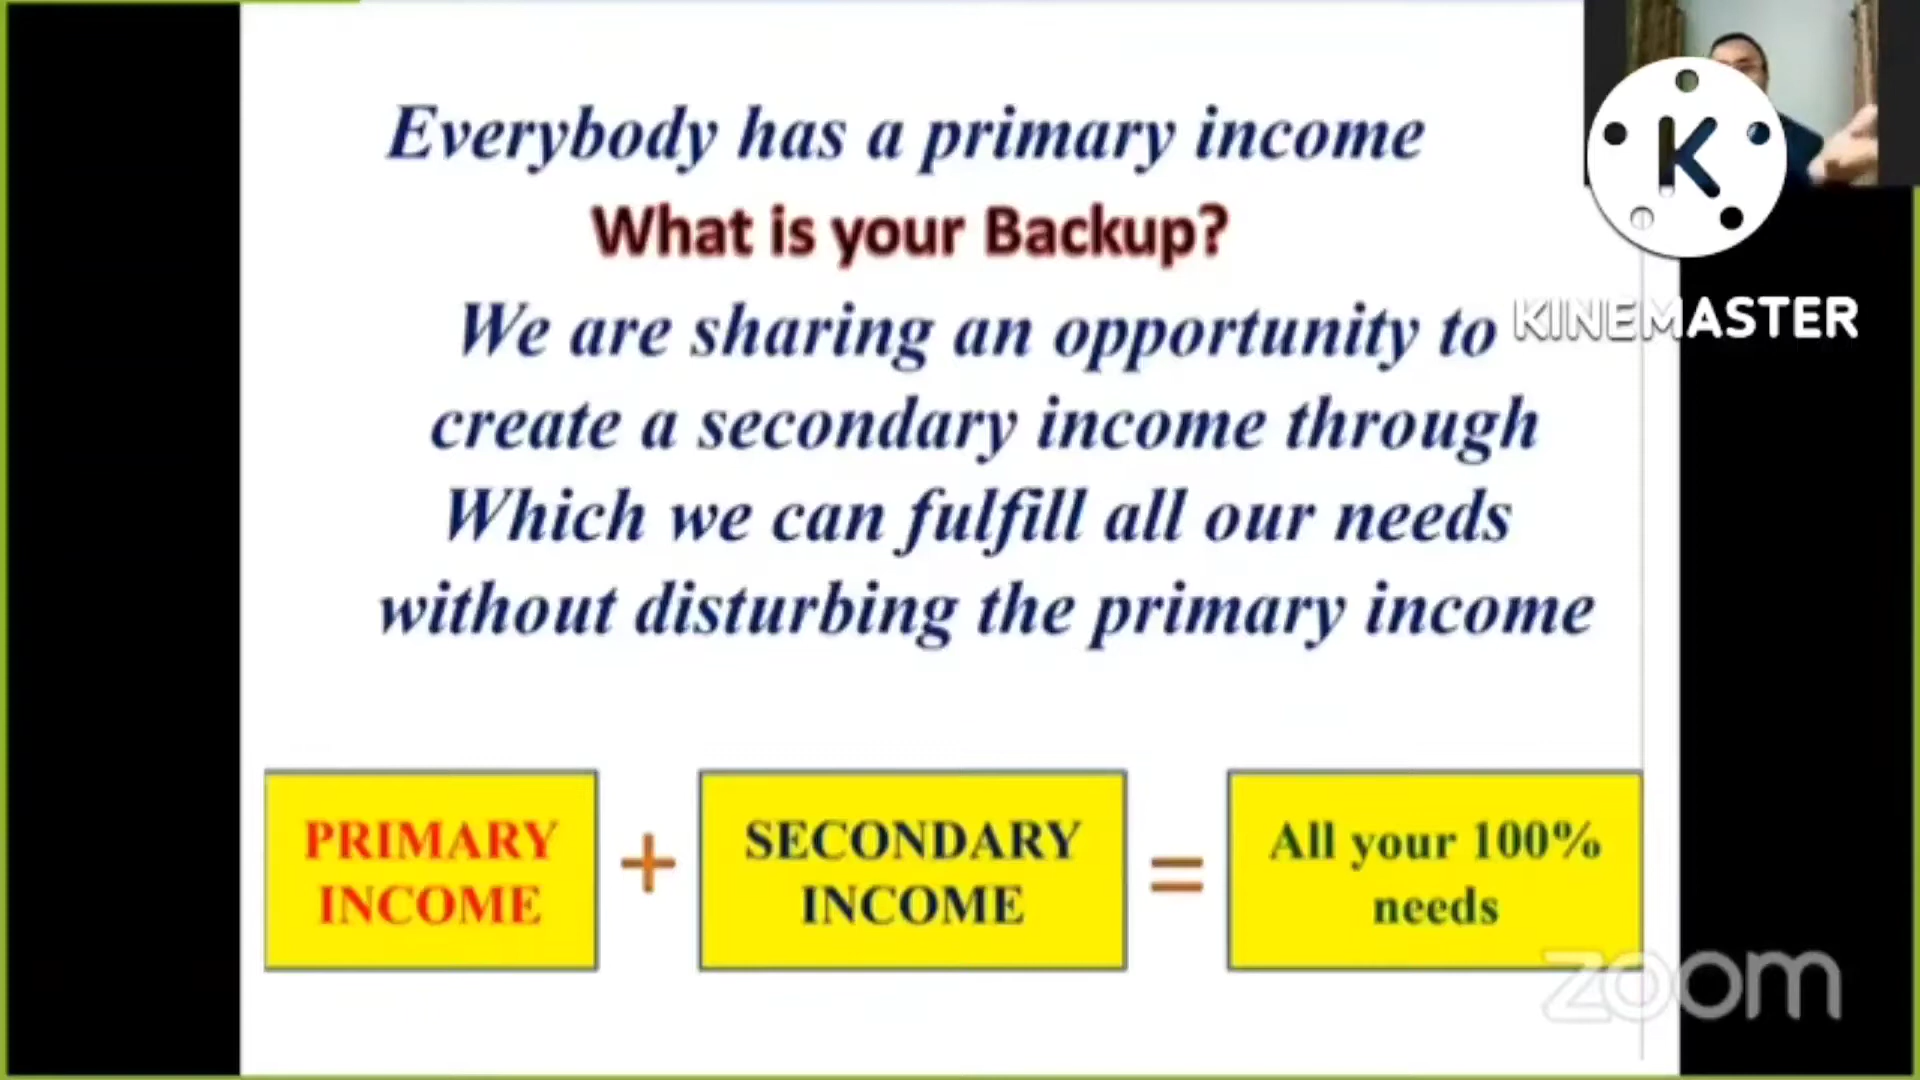 Everybody has a primary income
What is your Backup?
We are sharing an opportunity to
create a secondary income through
Which we can fulfill all our needs
without disturbing the primary income
PRIMARY
INCOME
+
SECONDARY
INCOME
=
All your 100%
needs
K
KINEMASTER
zoom